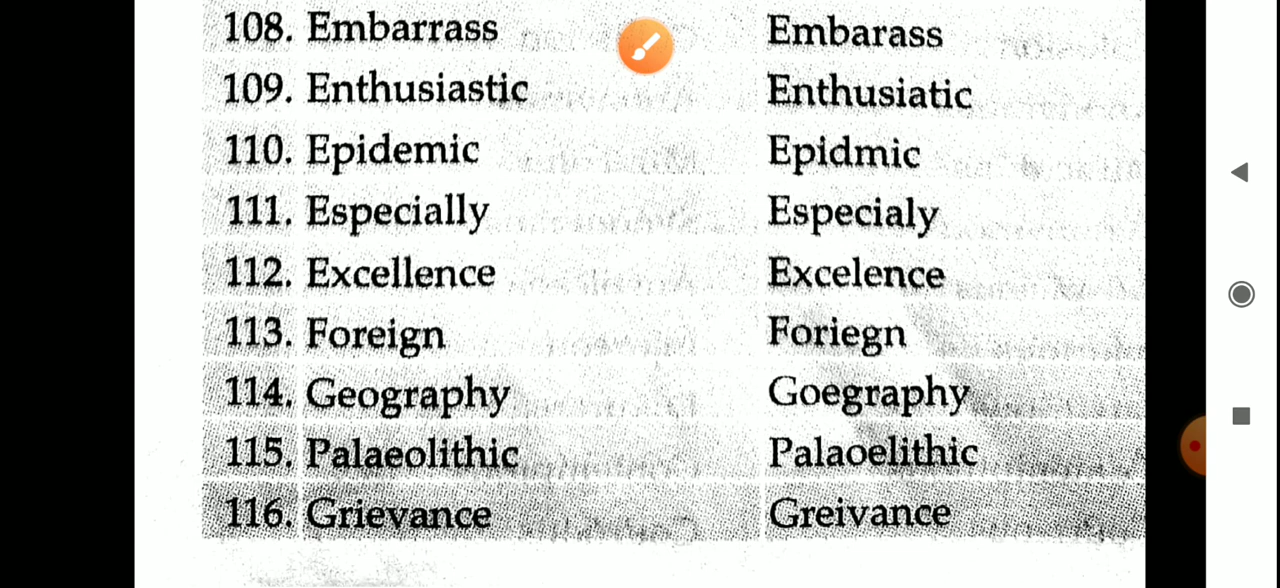 108. Embarrass Embarass
109. Enthusiastic Enthusiatic
110. Epidemic Epidmic
111. Especially Especialy
112. Excellence Excelence
113. Foreign Foriegn
114. Geography Goegraphy
115. Palaeolithic Palaoelithic
116. Grievance Greivance